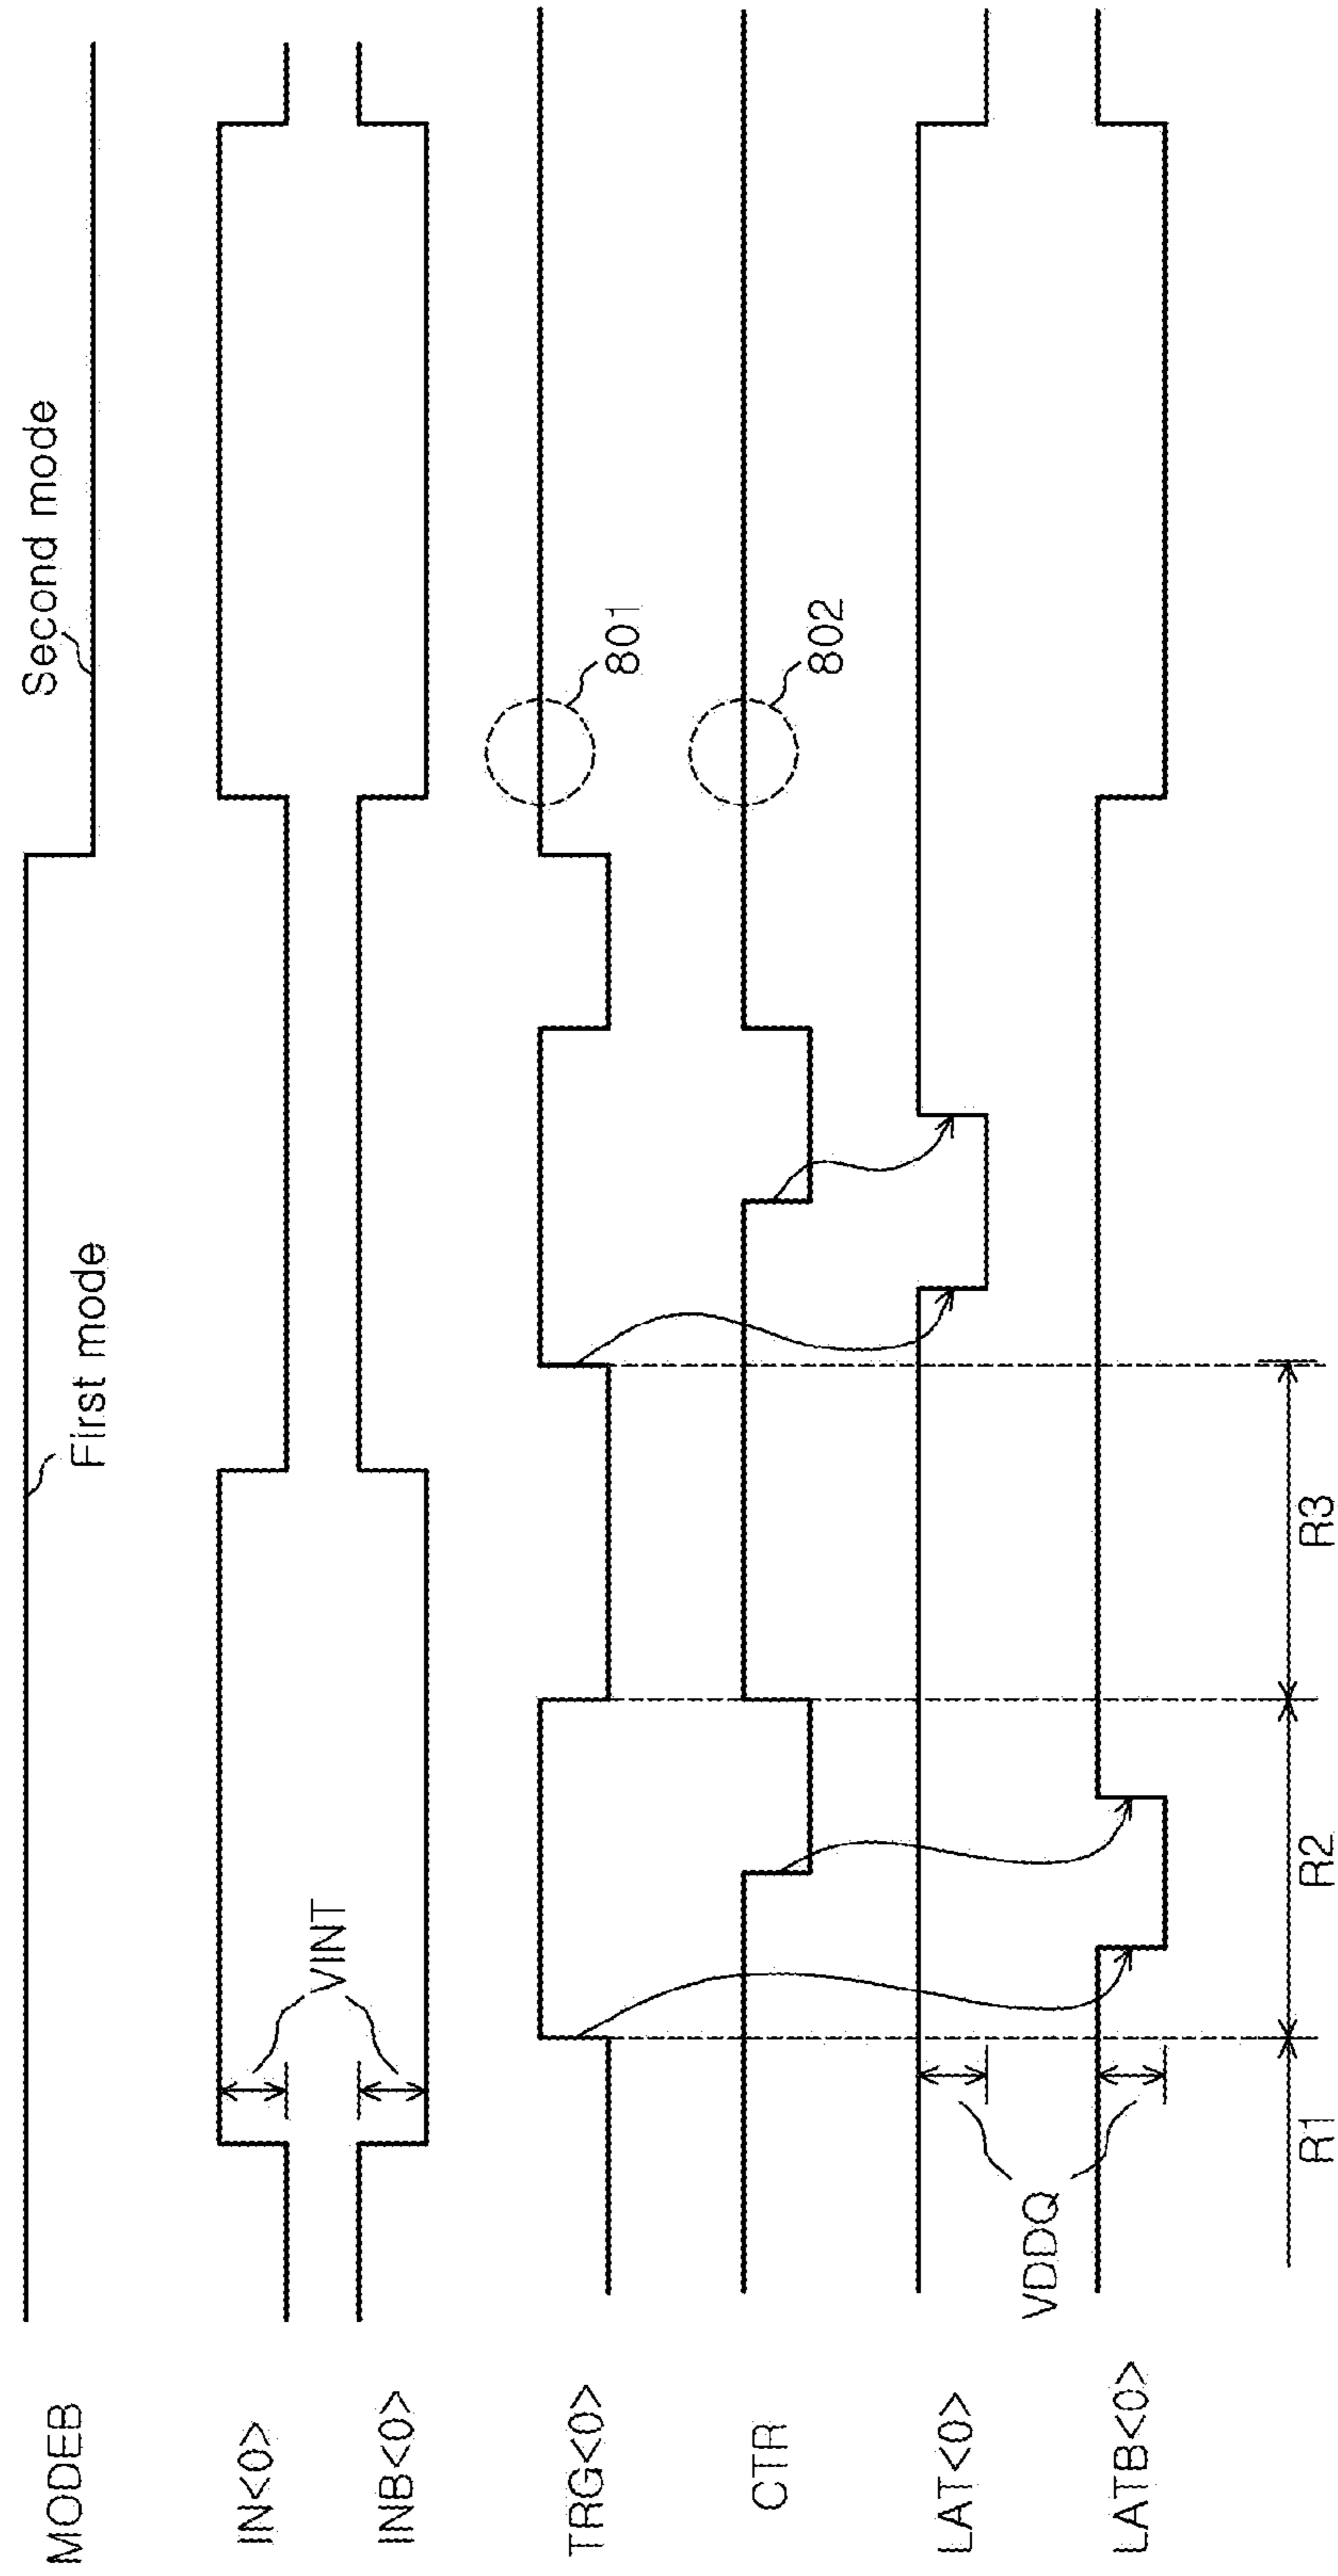 MODEB
First mode
Second mode
IN<0>
VINT
INB<0>
TRG<0>
801
CTR
802
LAT<0>
VDDQ
LATB<0>
R1
R2
R3